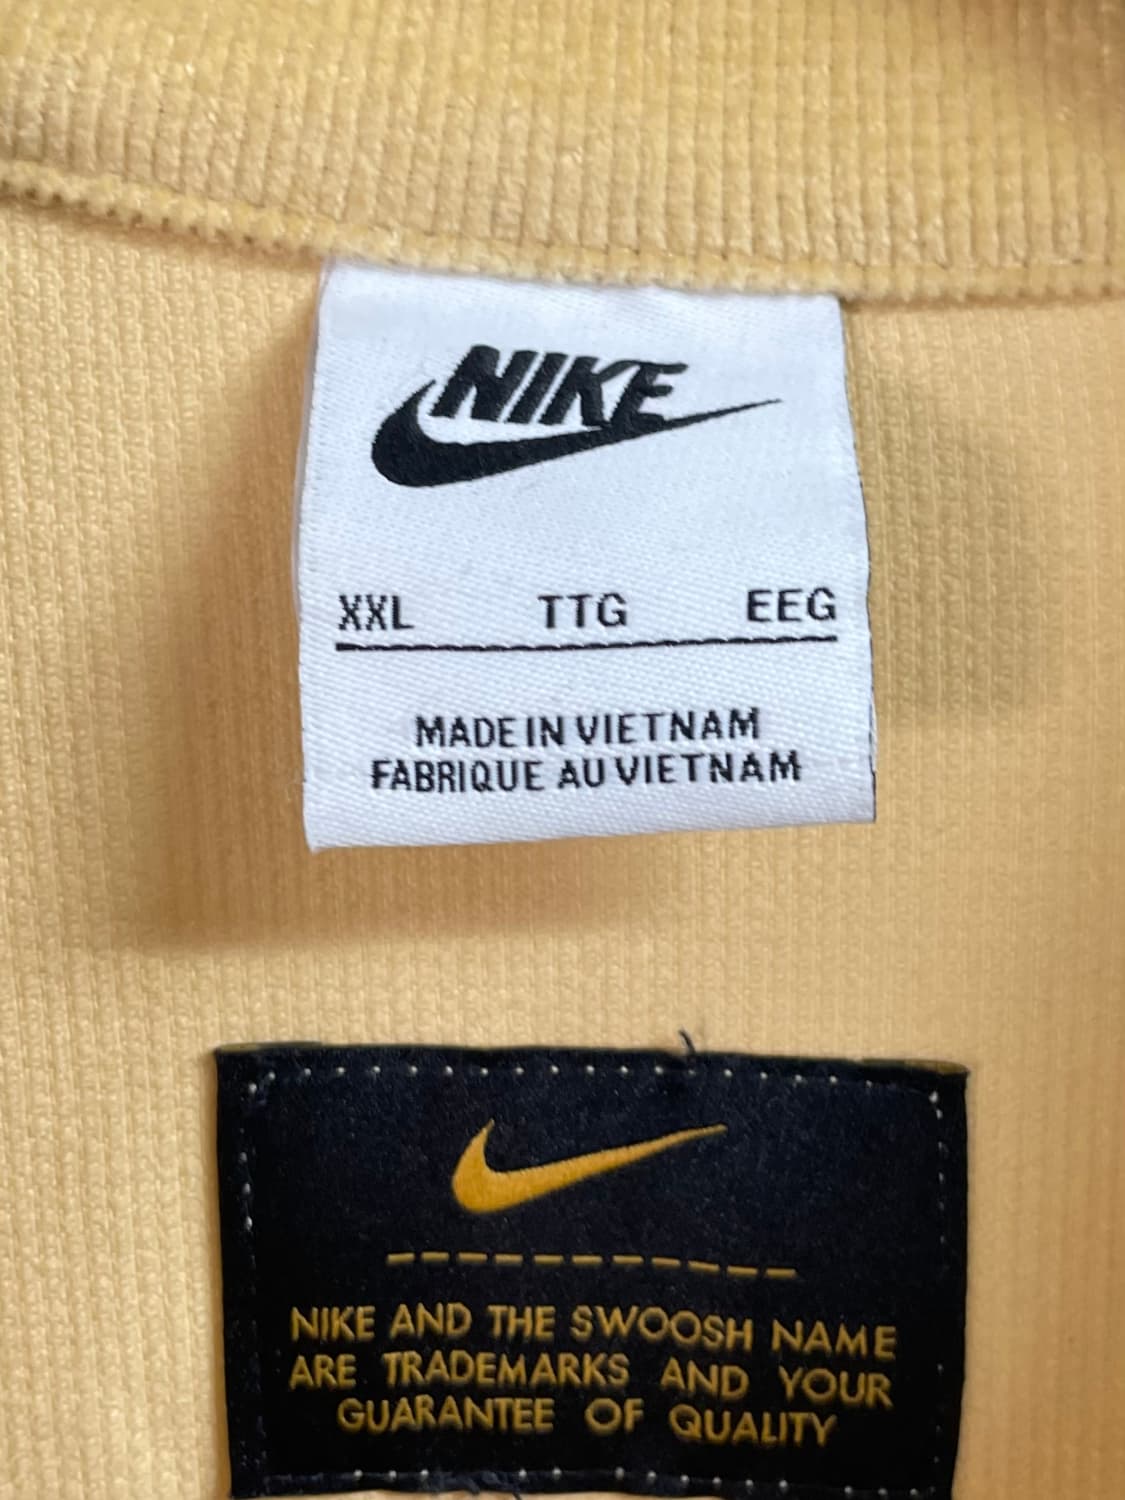 NIKE
XXL TTG EEG
MADE IN VIETNAM
FABRIQUE AU VIETNAM
NIKE AND THE SWOOSH NAME
ARE TRADEMARKS AND YOUR
GUARANTEE OF QUALITY